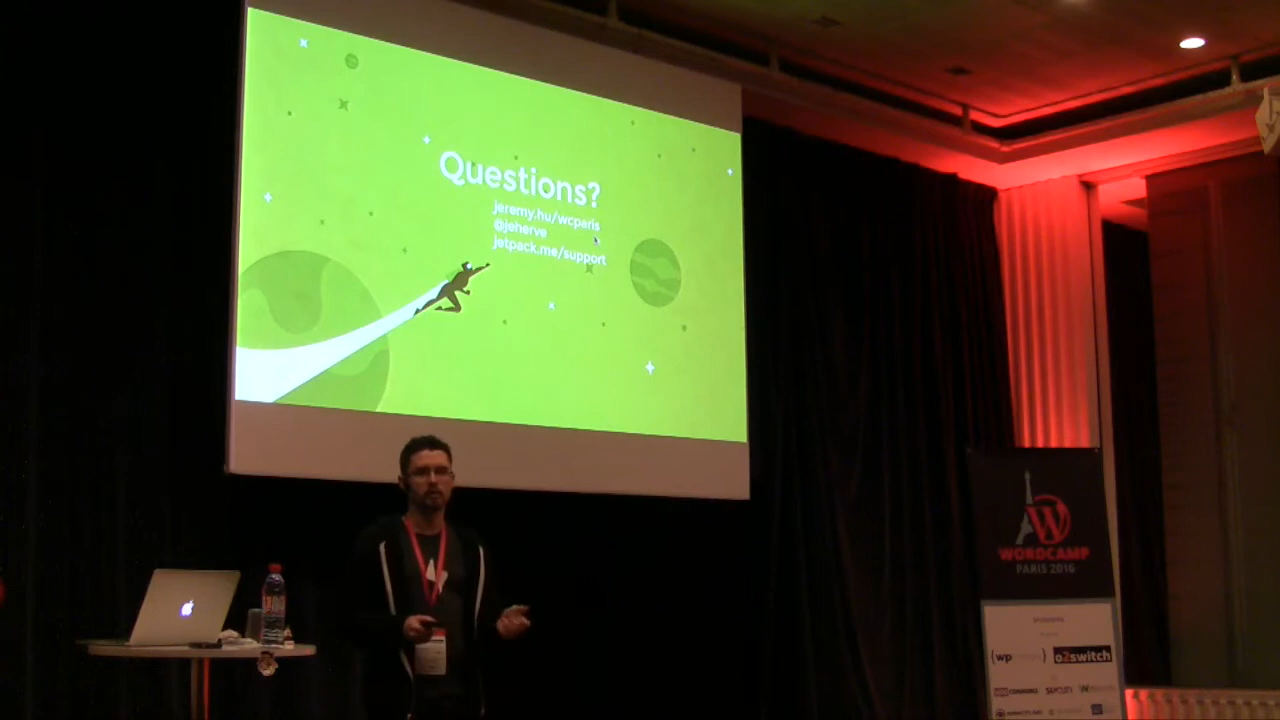 Questions?
jeremy.hu/wcparis
@jeherve
jetpack.me/support
W
WORDCAMP
PARIS 2016
o2switch